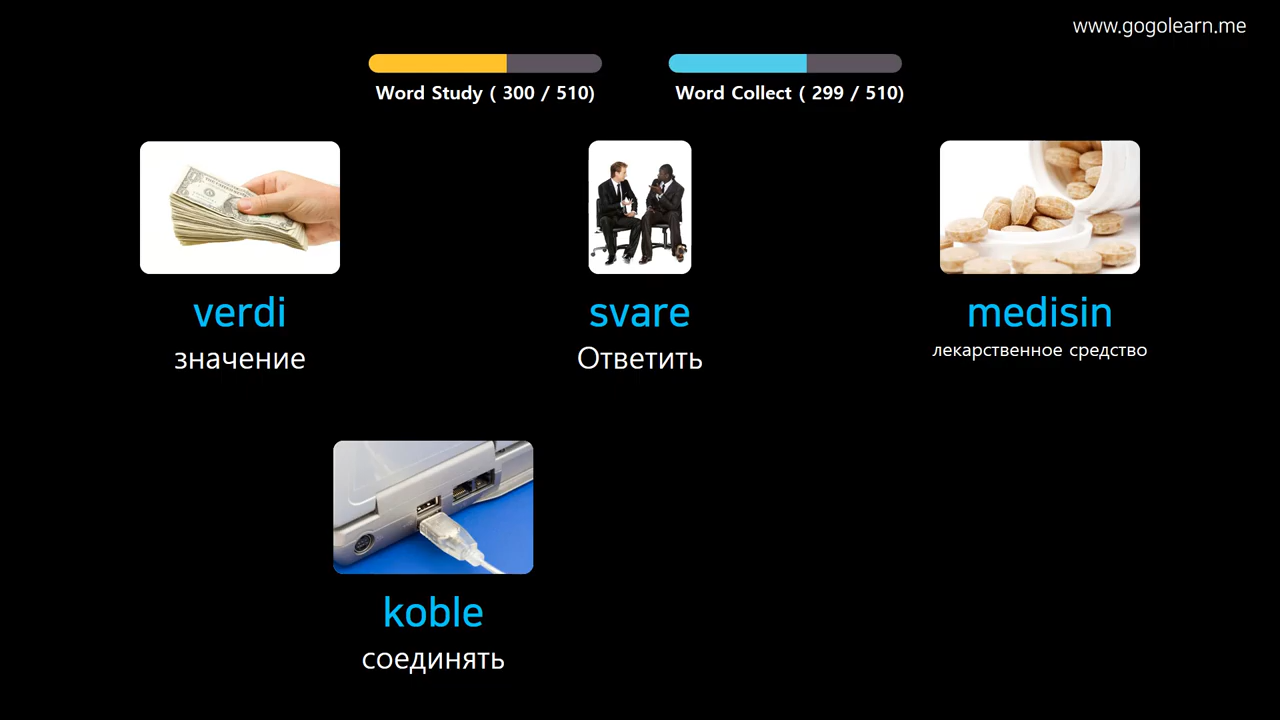 www.gogolearn.me
Word Study ( 300 / 510)
Word Collect ( 299 / 510)
verdi
значение
svare
Ответить
medisin
лекарственное средство
koble
соединять